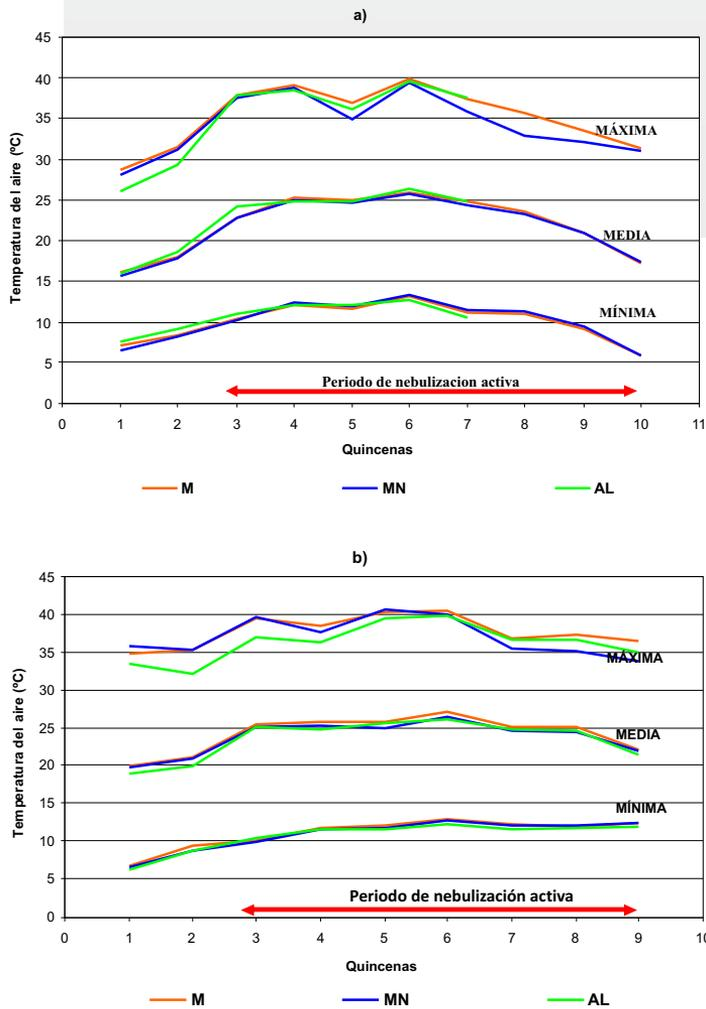 a)
Temperatura del aire (ºC)
45
40
35
30
25
20
15
10
5
0
MÁXIMA
MEDIA
MÍNIMA
Periodo de nebulizacion activa
0 1 2 3 4 5 6 7 8 9 10 11
Quincenas
M MN AL
b)
Temperatura del aire (ºC)
45
40
35
30
25
20
15
10
5
0
MÁXIMA
MEDIA
MÍNIMA
Periodo de nebulización activa
0 1 2 3 4 5 6 7 8 9 10
Quincenas
M MN AL